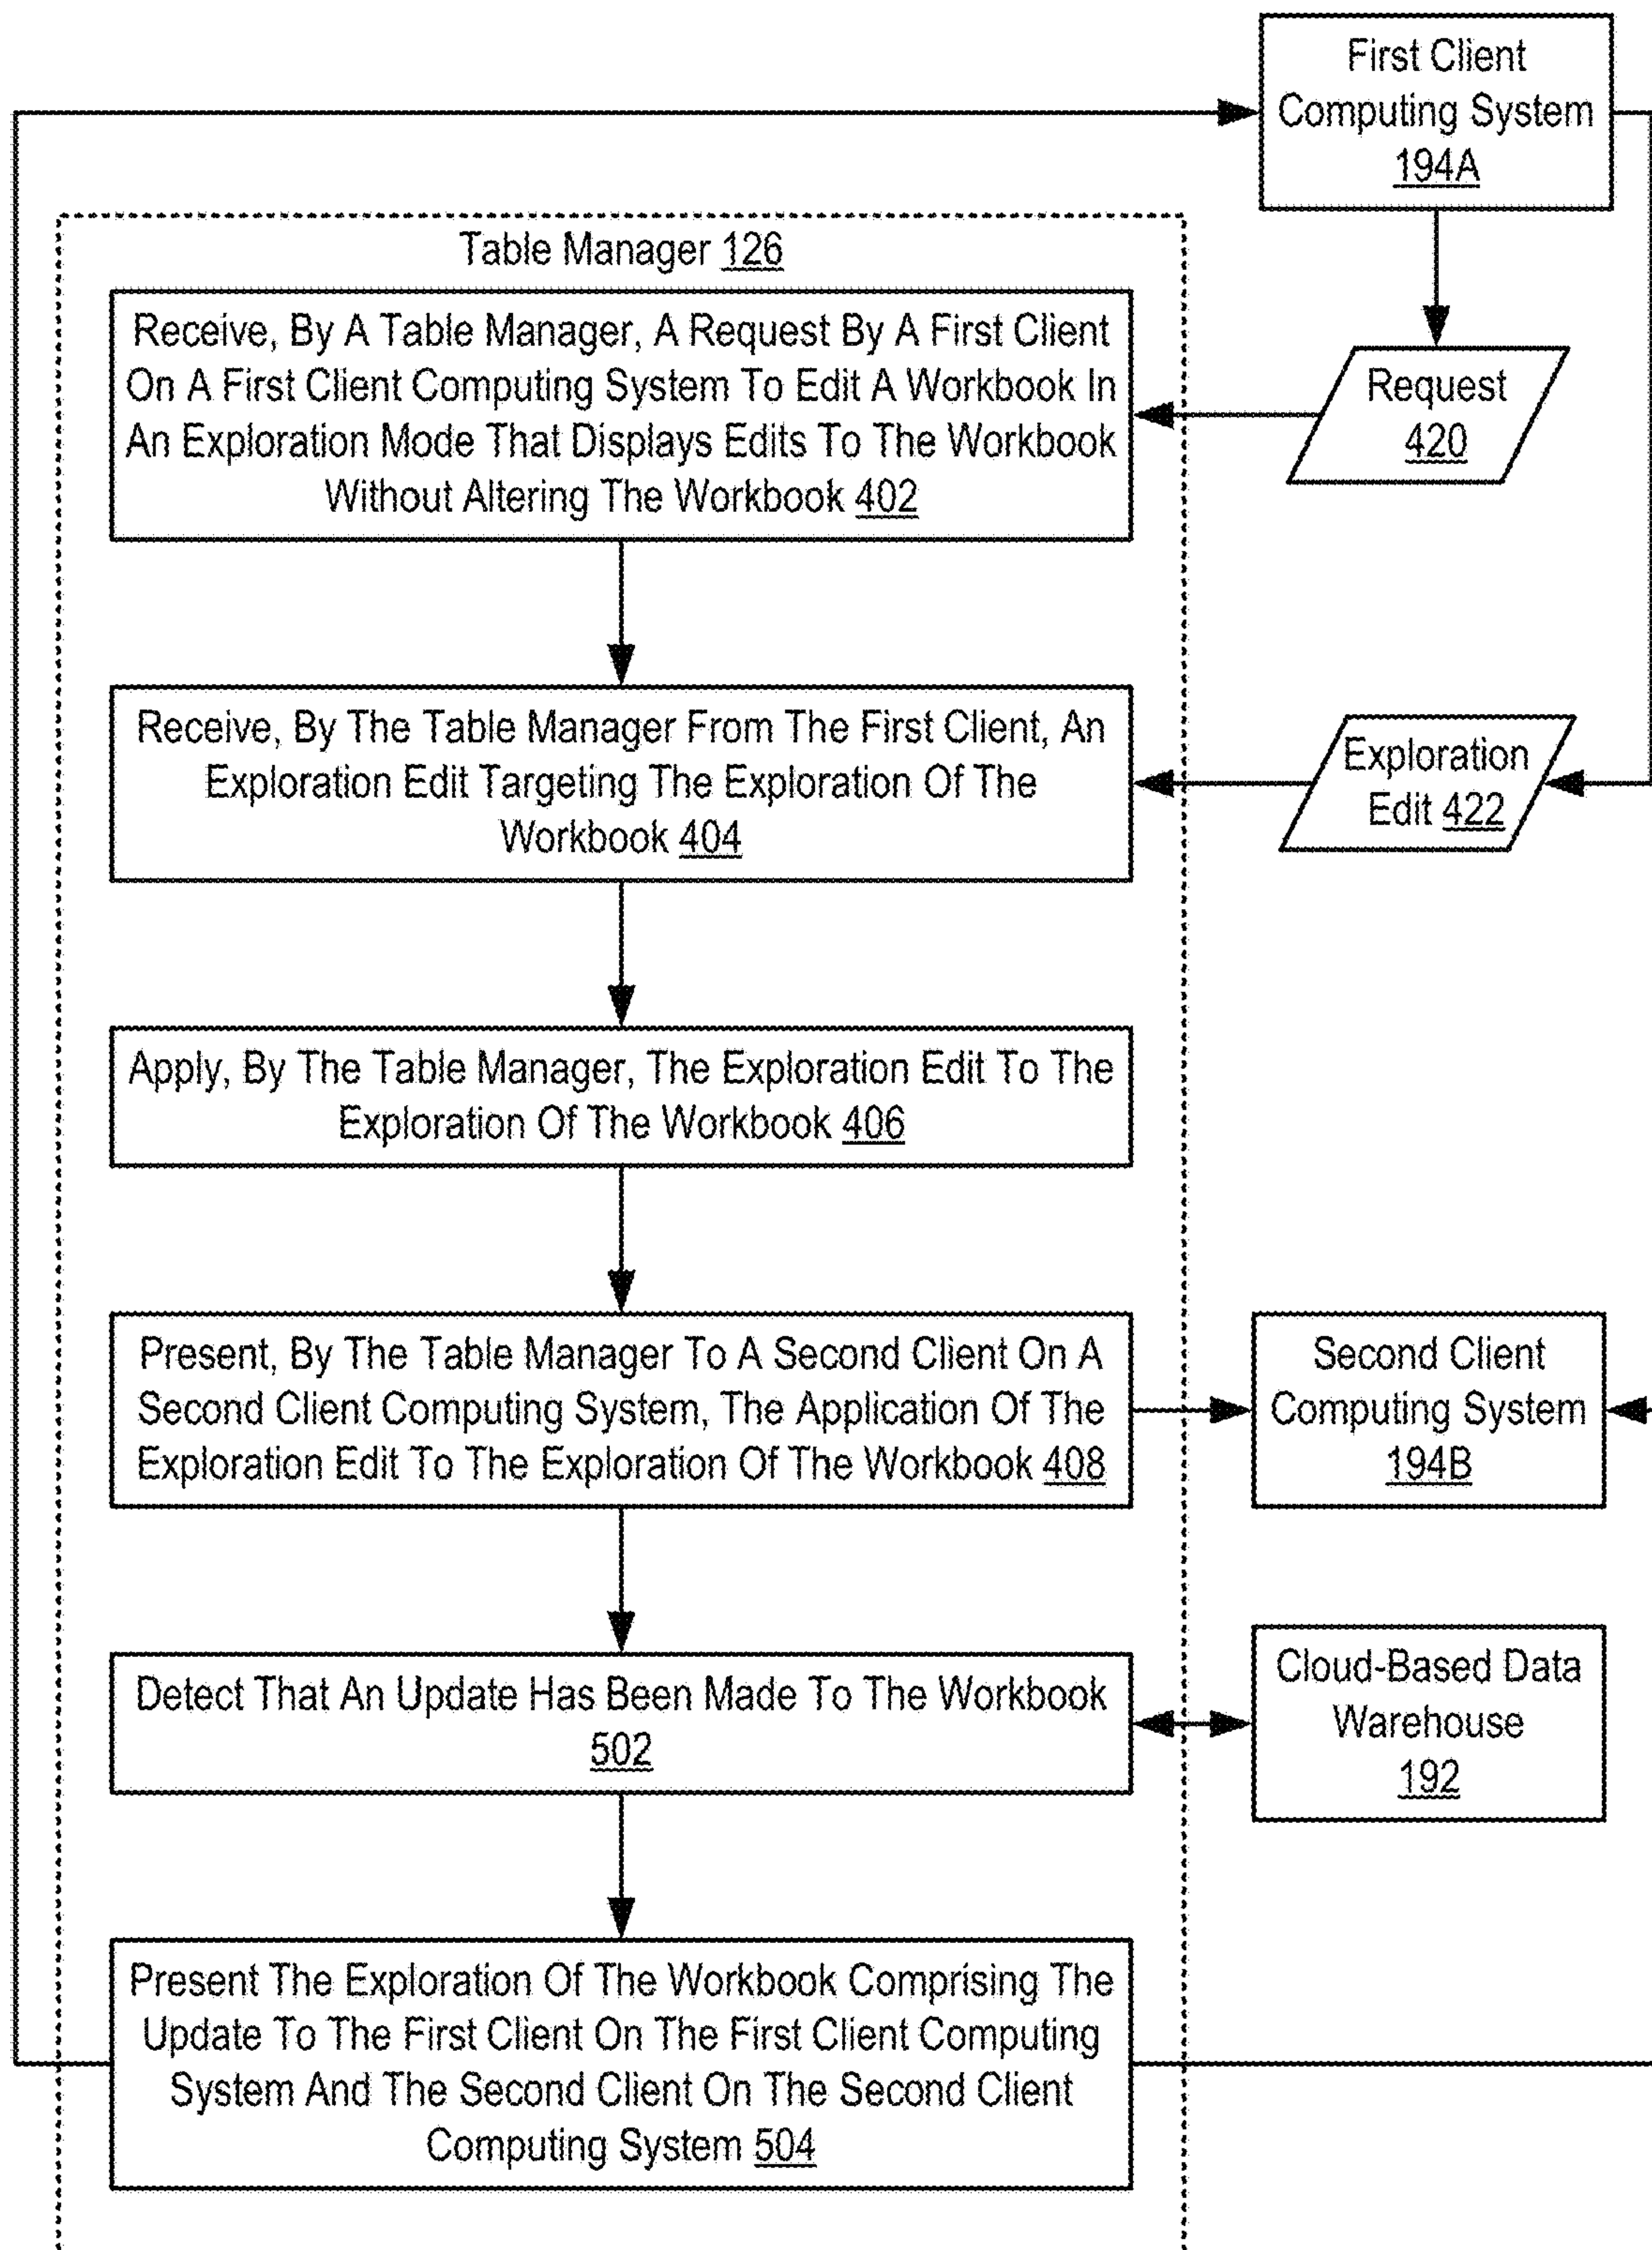 First Client
Computing System
194A
Table Manager 126
Receive, By A Table Manager, A Request By A First Client
On A First Client Computing System To Edit A Workbook In
An Exploration Mode That Displays Edits To The Workbook
Without Altering The Workbook 402
Request
420
Receive, By The Table Manager From The First Client, An
Exploration Edit Targeting The Exploration Of The
Workbook 404
Exploration
Edit 422
Apply, By The Table Manager, The Exploration Edit To The
Exploration Of The Workbook 406
Present, By The Table Manager To A Second Client On A
Second Client Computing System, The Application Of The
Exploration Edit To The Exploration Of The Workbook 408
Second Client
Computing System
194B
Detect That An Update Has Been Made To The Workbook
502
Cloud-Based Data
Warehouse
192
Present The Exploration Of The Workbook Comprising The
Update To The First Client On The First Client Computing
System And The Second Client On The Second Client
Computing System 504